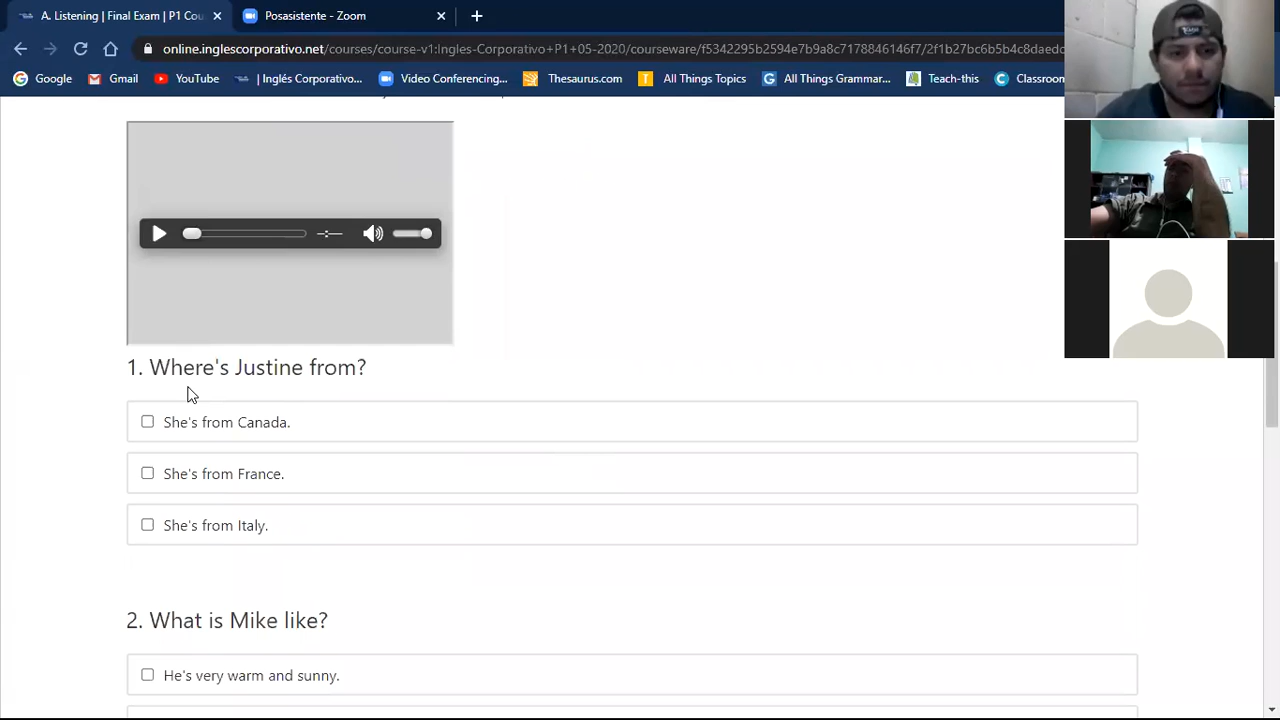 A. Listening | Final Exam | P1 Cou
Posasistente - Zoom
online.inglescorporativo.net/courses/course-v1:Ingles-Corporativo+P1+05-2020/courseware/f5342295b2594e7b9a8c7178846146f7/2f1b27bc6b5b4c8daedc
Google
Gmail
YouTube
| Inglés Corporativo...
Video Conferencing...
Thesaurus.com
All Things Topics
All Things Grammar...
Teach-this
Classroom
1. Where's Justine from?
She's from Canada.
She's from France.
She's from Italy.
2. What is Mike like?
He's very warm and sunny.